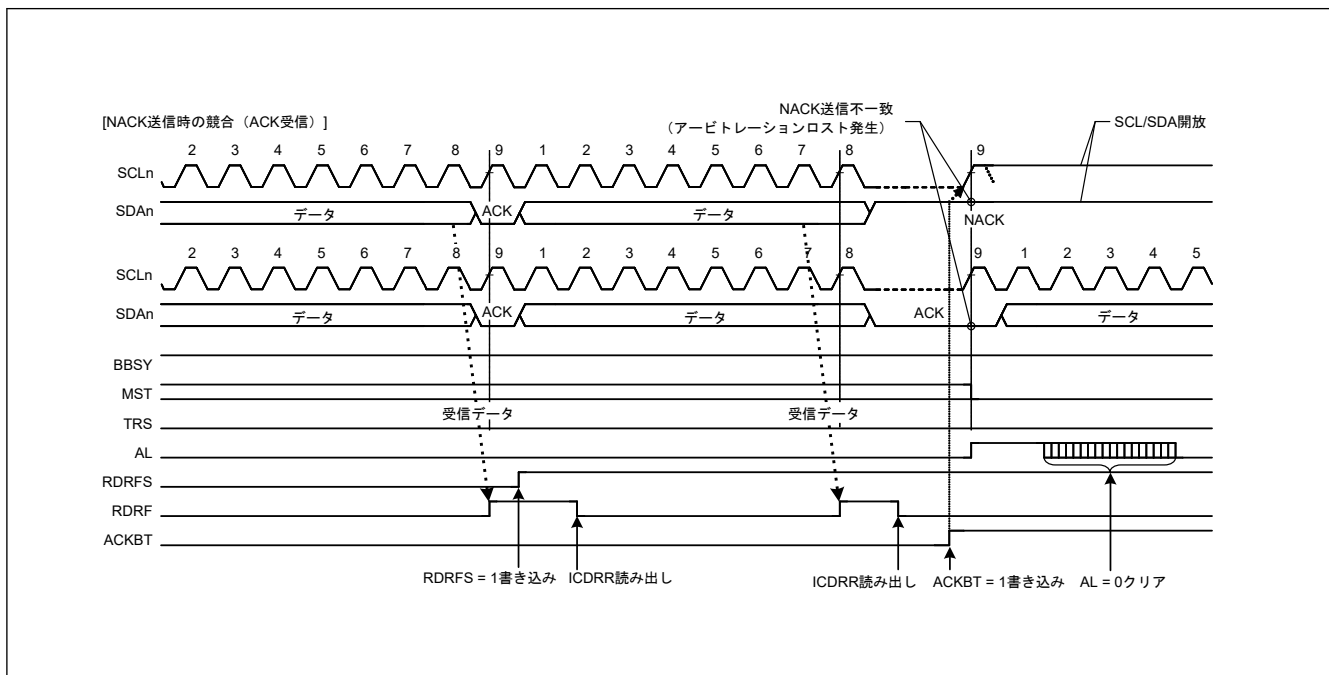 NACK送信不一致
[NACK送信時の競合（ACK受信）]
（アービトレーションロスト発生）
SCL/SDA開放
2 3 4 5 6 7 8 9 1 2 3 4 5 6 7 8 9
SCLn
SDAn データ ACK データ NACK
2 3 4 5 6 7 8 9 1 2 3 4 5 6 7 8 9 1 2 3 4 5
SCLn
SDAn データ ACK データ ACK データ
BBSY
MST
受信データ 受信データ
TRS
AL
RDRFS
RDRF
ACKBT
RDRFS = 1書き込み ICDRR読み出し ICDRR読み出し ACKBT = 1書き込み AL = 0クリア